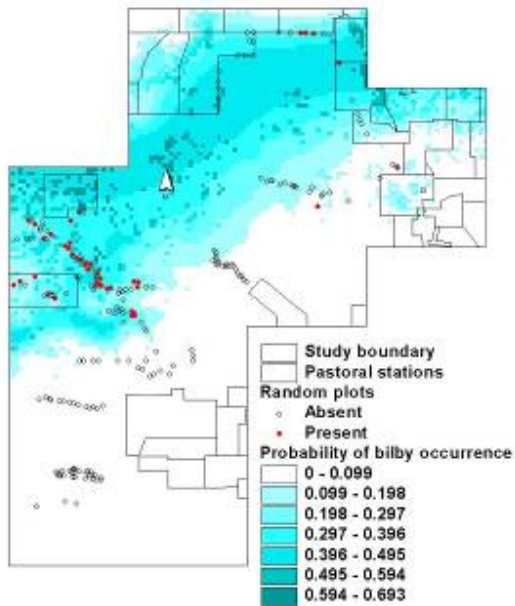 Study boundary
Pastoral stations
Random plots
Absent
Present
Probability of bilby occurrence
0 - 0.099
0.099 - 0.198
0.198 - 0.297
0.297 - 0.396
0.396 - 0.495
0.495 - 0.594
0.594 - 0.693